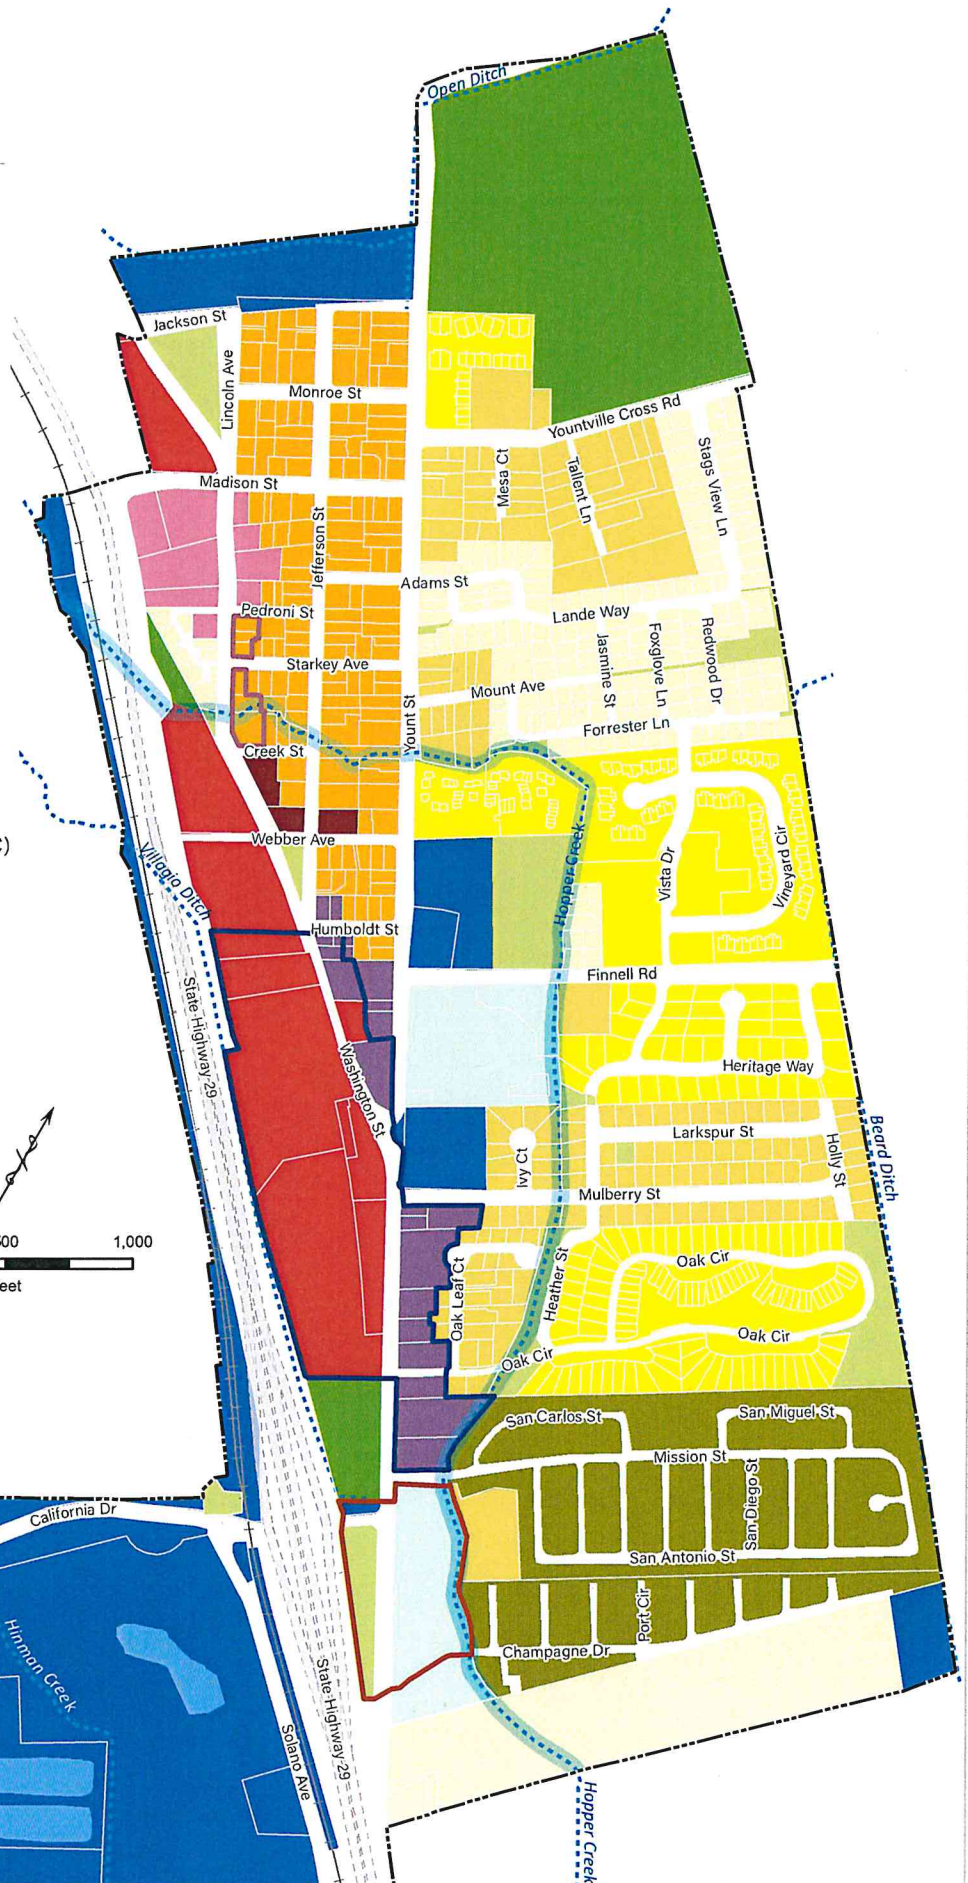 Open Ditch
Jackson St
Lincoln Ave
Monroe St
Yountville Cross Rd
Madison St
Mesa Ct
Tallent Ln
Stags View Ln
Jefferson St
Adams St
Pedroni St
Lande Way
Starkey Ave
Jasmine St
Foxglove Ln
Redwood Dr
Mount Ave
Yount St
Forrester Ln
Creek St
Webber Ave
C)
Villagio Ditch
Hopper Creek
Vista Dr
Vineyard Cir
Humboldt St
Finnell Rd
State Highway 29
Washington St
Heritage Way
Larkspur St
Ivy Ct
Holly St
Beard Ditch
Mulberry St
500
1,000
eet
Oak Leaf Ct
Heather St
Oak Cir
Oak Cir
Oak Cir
San Carlos St
San Miguel St
Mission St
San Diego St
California Dr
San Antonio St
Port Cir
Champagne Dr
Hinman Creek
State Highway 29
Solano Ave
Hopper Creek